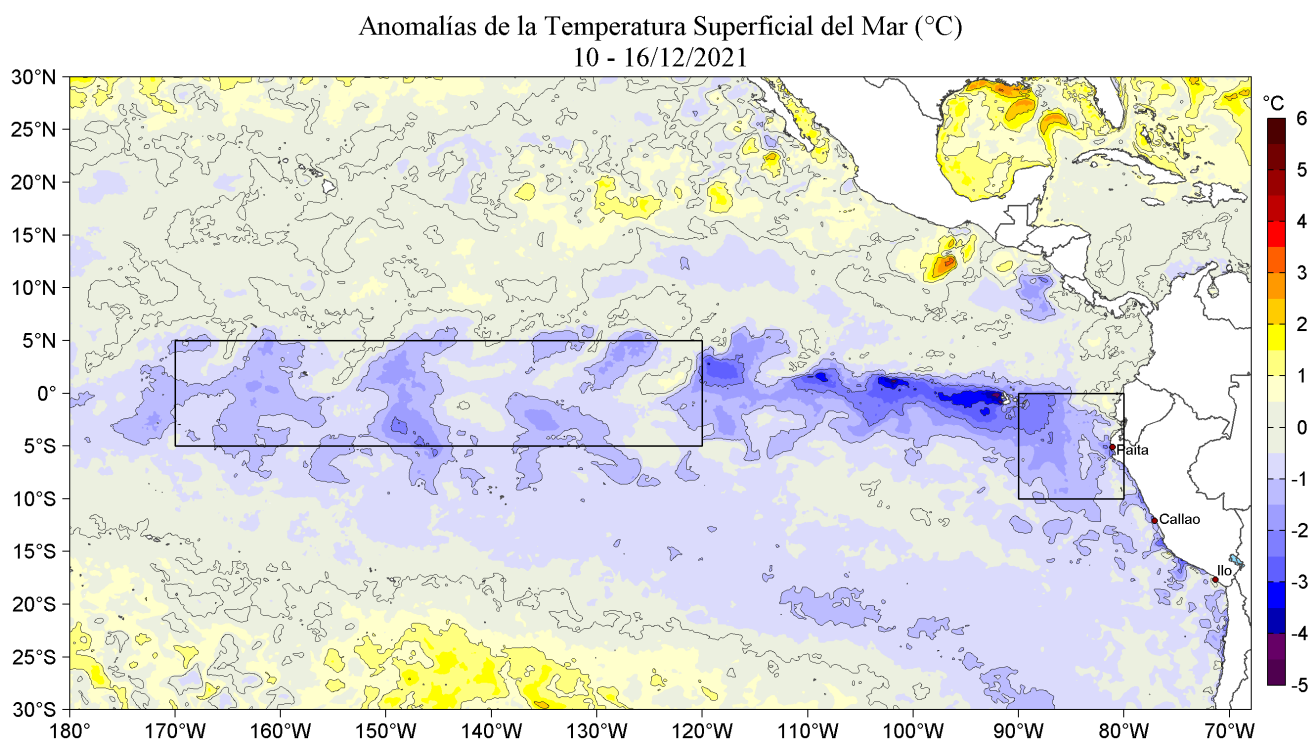 Anomalías de la Temperatura Superficial del Mar (°C)
10 - 16/12/2021
30°N
25°N
20°N
15°N
10°N
5°N
0°
5°S
10°S
15°S
20°S
25°S
30°S
180°
170°W
160°W
150°W
140°W
130°W
120°W
110°W
100°W
90°W
80°W
70°W
Paita
Callao
Ilo
°C
6
5
4
3
2
1
0
-1
-2
-3
-4
-5